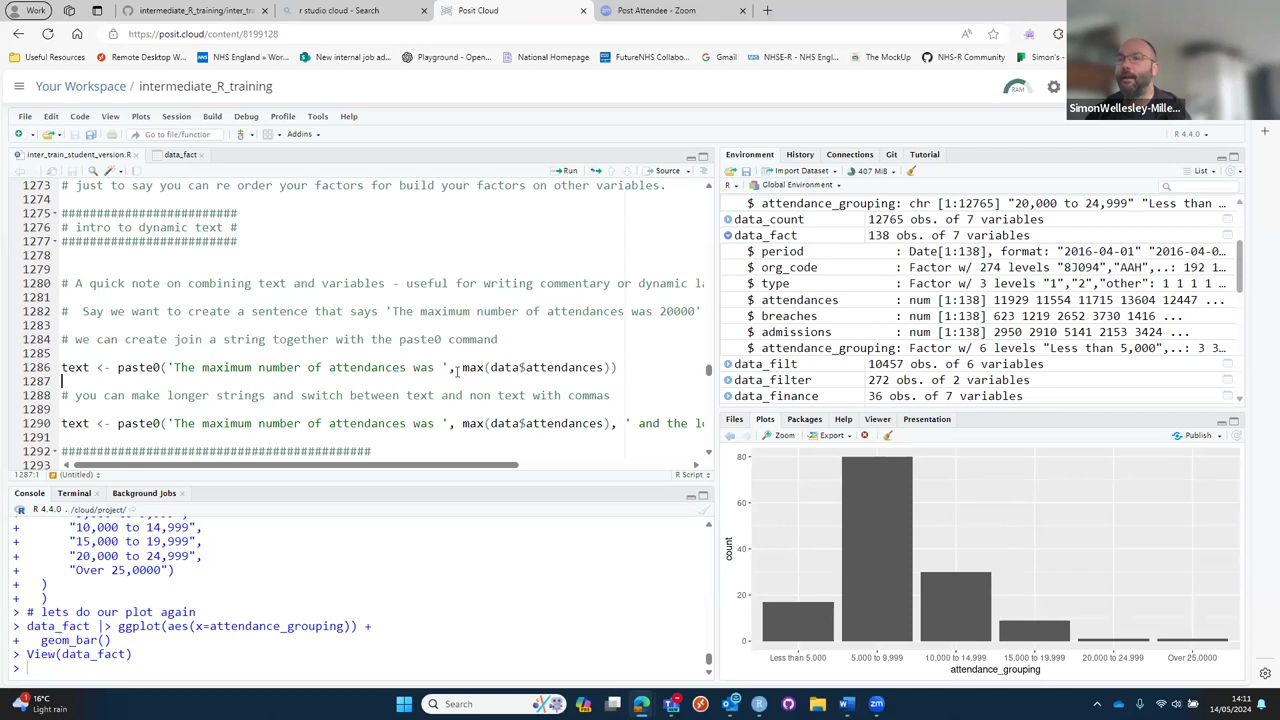 Work
intermediate_R_training/inter_tra
r studio cloud - Search
Posit Cloud
Post Attendee - Zoom
https://posit.cloud/content/8199128
Useful Resources
Remote Desktop W...
NHS England » Wor...
New internal job ad...
Playground - Open...
National Homepage
FutureNHS Collabo...
Gmail
NHSE-R - NHS Engl...
The MockUp
NHS-R Community
Simon's
Your Workspace / intermediate_R_training
RAM
SimonWellesley-Mille...
File Edit Code View Plots Session Build Debug Profile Tools Help
Go to file/function
Addins
R 4.4.0
inter_train_student_version.R
data_fact
Run
Source
1273 # just to say you can re order your factors for build your factors on other variables.
1274
1275 #########################
1276 # intro to dynamic text #
1277 #########################
1278
1279
1280 # A quick note on combining text and variables - useful for writing commentary or dynamic la
1281
1282 #  Say we want to create a sentence that says 'The maximum number of attendances was 20000'
1283
1284 # we can create join a string together with the paste0 command
1285
1286 text <- paste0('The maximum number of attendances was ', max(data$attendances))
1287
1288 # you can make longer strings and switch between text and non text with commas
1289
1290 text <- paste0('The maximum number of attendances was ', max(data$attendances), ' and the lo
1291
1292 ############################################
1293
1287:1
(Untitled)
R Script
Console
Terminal
Background Jobs
R 4.4.0 · /cloud/project/
+ "10,000 to 14,999",
+ "15,000 to 19,999",
+ "20,000 to 24,999",
+ "Over 25,0000")
+ )
+ )
> # lets do our plot again
> data_fact |> ggplot(aes(x=attendance_grouping)) +
+ geom_bar()
> View(data_fact)
>
Environment
History
Connections
Git
Tutorial
Import Dataset
407 MiB
List
R
Global Environment
$ attendance_grouping: chr [1:12765] "20,000 to 24,999" "Less than ...
data_count 12765 obs. of 7 variables
data_fact 138 obs. of 7 variables
$ period : Date[1:138], format: "2016-04-01" "2016-04-0...
$ org_code : Factor w/ 274 levels "8J094","AAH",..: 192 1...
$ type : Factor w/ 3 levels "1","2","other": 1 1 1 1 ...
$ attendances : num [1:138] 11929 11554 11715 13604 12447 ...
$ breaches : num [1:138] 623 1219 2652 3730 1416 ...
$ admissions : num [1:138] 2950 2910 5141 2153 3424 ...
$ attendance_grouping: Factor w/ 6 levels "Less than 5,000",..: 3 3...
data_filt 10457 obs. of 6 variables
data_filter 272 obs. of 2 variables
data_finance 36 obs. of 7 variables
Files
Plots
Packages
Help
Viewer
Presentation
Zoom
Export
Publish
80
60
40
20
0
count
Less than 5,000
5,000 to 9,999
10,000 to 14,999
15,000 to 19,999
20,000 to 24,999
Over 25,0000
attendance_grouping
16°C
Light rain
Search
14:11
14/05/2024